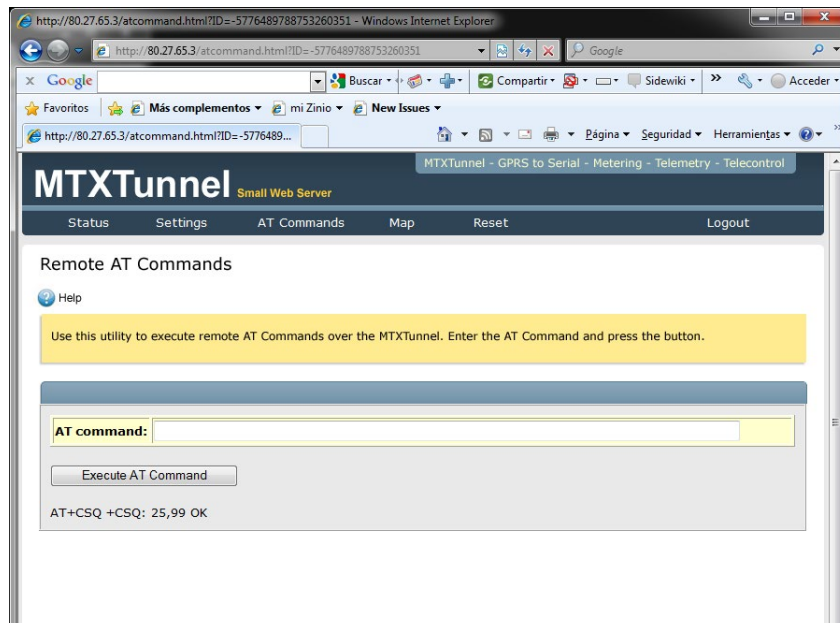 http://80.27.65.3/atcommand.html?ID=-5776489788753260351 - Windows Internet Explorer
http://80.27.65.3/atcommand.html?ID=-5776489788753260351
Google
x Google
Buscar
Compartir
Sidewiki
»
Acceder
Favoritos
Más complementos
mi Zinio
New Issues
http://80.27.65.3/atcommand.html?ID=-5776489...
Página
Seguridad
Herramientas
»
MTXTunnel - GPRS to Serial - Metering - Telemetry - Telecontrol
MTXTunnel Small Web Server
Status Settings AT Commands Map Reset Logout
Remote AT Commands
? Help
Use this utility to execute remote AT Commands over the MTXTunnel. Enter the AT Command and press the button.
AT command:
Execute AT Command
AT+CSQ +CSQ: 25,99 OK